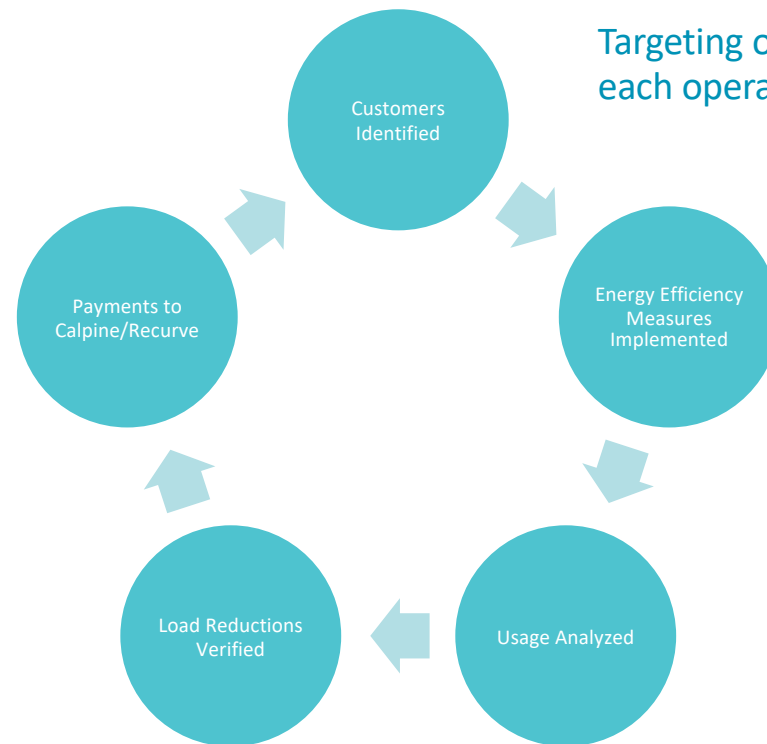 Targeting
each
Customers
Identified
Energy Efficiency
Measures
Implemented
Usage Analyzed
Load Reductions
Verified
Payments to
Calpine/Recurve